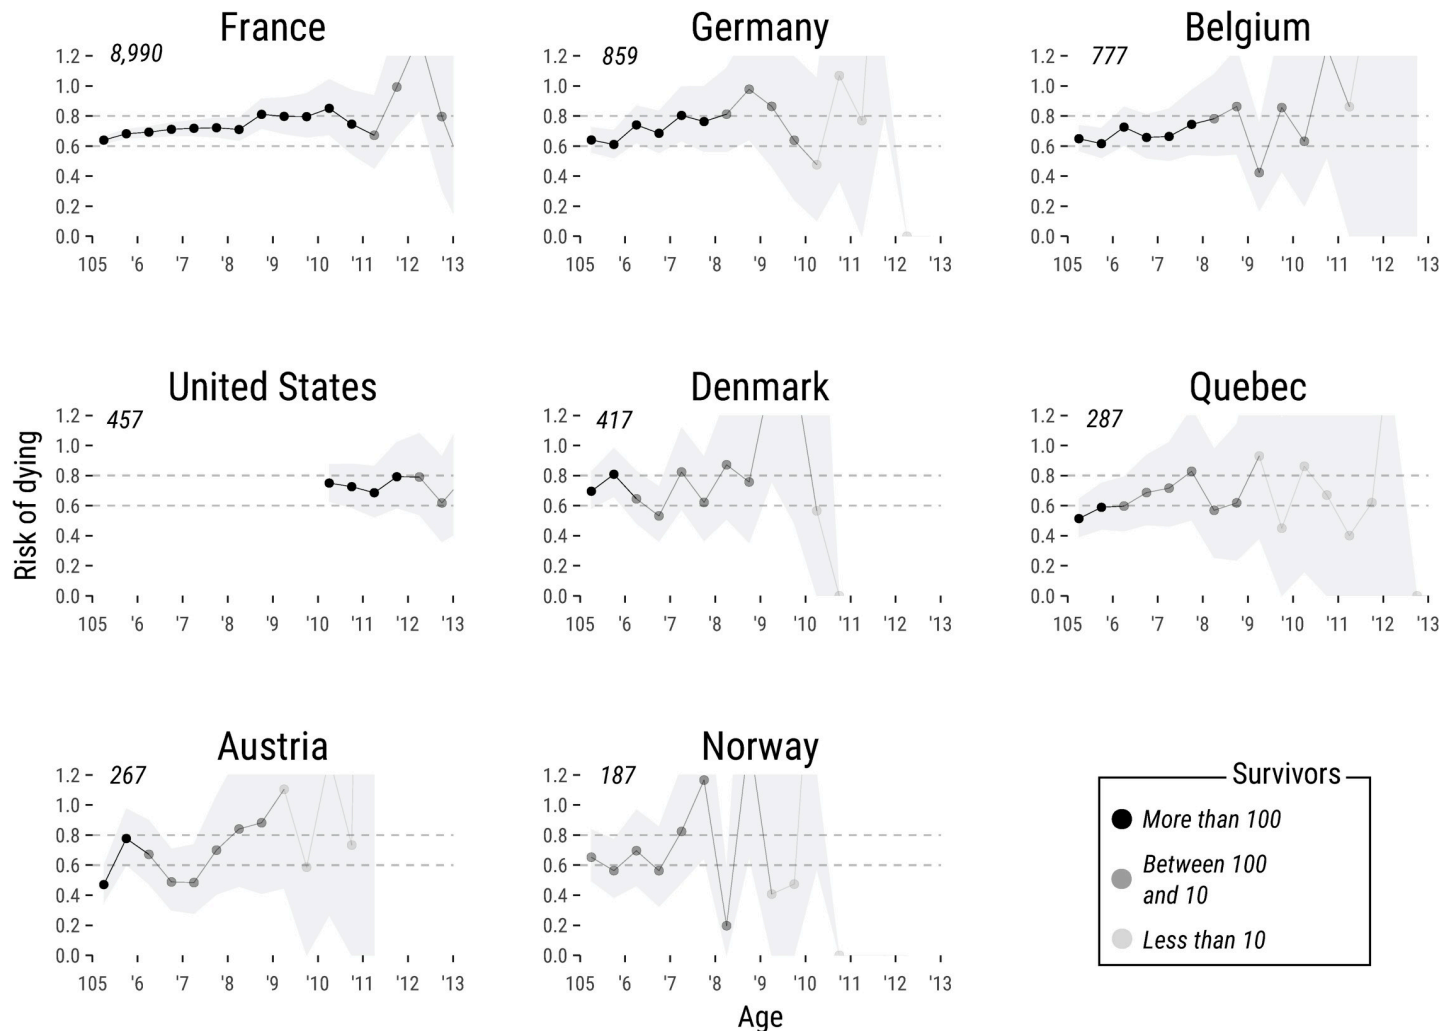 France
8,990
1.2
1.0
0.8
0.6
0.4
0.2
0.0
105 '6 '7 '8 '9 '10 '11 '12 '13
Germany
859
1.2
1.0
0.8
0.6
0.4
0.2
0.0
105 '6 '7 '8 '9 '10 '11 '12 '13
Belgium
777
1.2
1.0
0.8
0.6
0.4
0.2
0.0
105 '6 '7 '8 '9 '10 '11 '12 '13
Risk of dying
United States
457
1.2
1.0
0.8
0.6
0.4
0.2
0.0
105 '6 '7 '8 '9 '10 '11 '12 '13
Denmark
417
1.2
1.0
0.8
0.6
0.4
0.2
0.0
105 '6 '7 '8 '9 '10 '11 '12 '13
Quebec
287
1.2
1.0
0.8
0.6
0.4
0.2
0.0
105 '6 '7 '8 '9 '10 '11 '12 '13
Austria
267
1.2
1.0
0.8
0.6
0.4
0.2
0.0
105 '6 '7 '8 '9 '10 '11 '12 '13
Norway
187
1.2
1.0
0.8
0.6
0.4
0.2
0.0
105 '6 '7 '8 '9 '10 '11 '12 '13
Survivors
More than 100
Between 100
and 10
Less than 10
Age